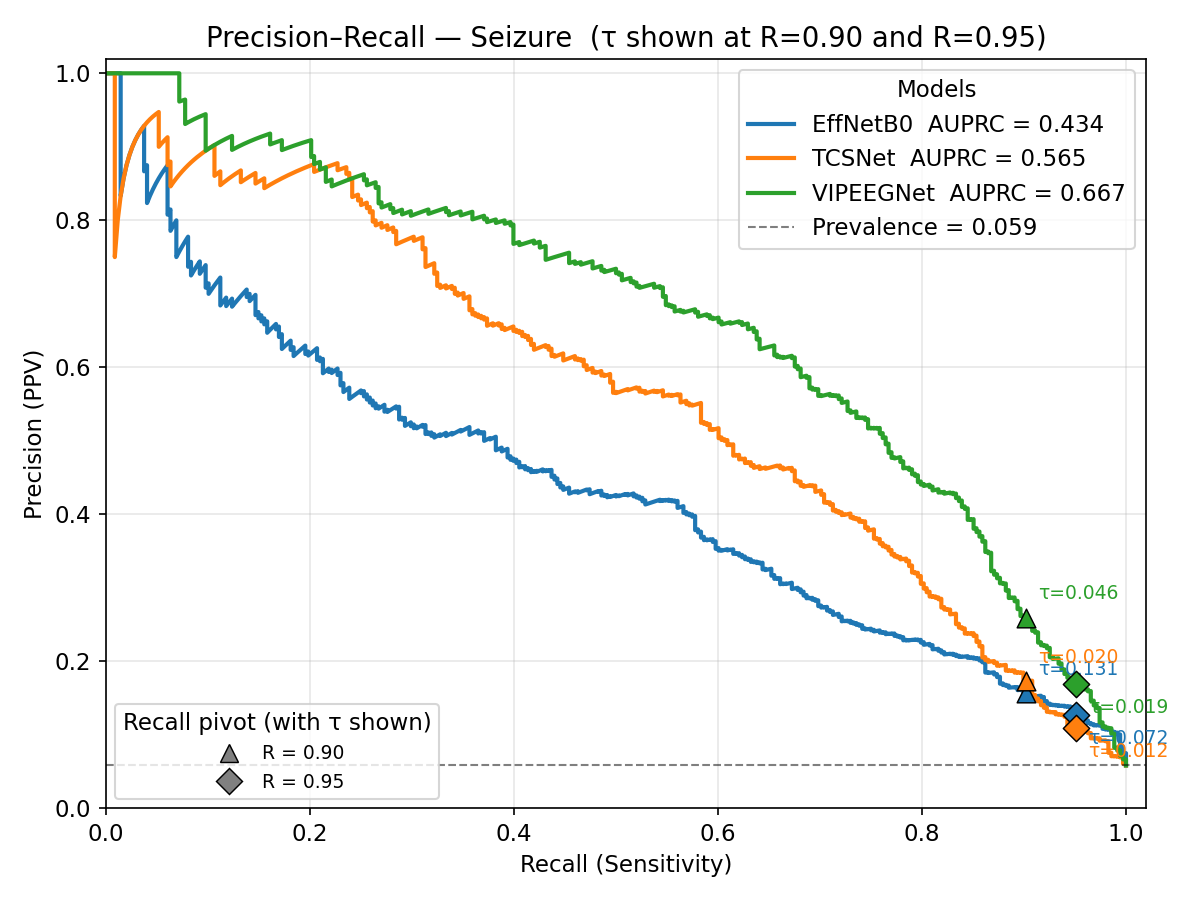 Precision–Recall — Seizure (τ shown at R=0.90 and R=0.95)
Models
EffNetB0 AUPRC = 0.434
TCSNet AUPRC = 0.565
VIPEEGNet AUPRC = 0.667
Prevalence = 0.059
Precision (PPV)
1.0
0.8
0.6
0.4
0.2
0.0
τ=0.046
τ=0.020
τ=0.131
τ=0.019
τ=0.072
τ=0.012
Recall pivot (with τ shown)
R = 0.90
R = 0.95
0.0 0.2 0.4 0.6 0.8 1.0
Recall (Sensitivity)